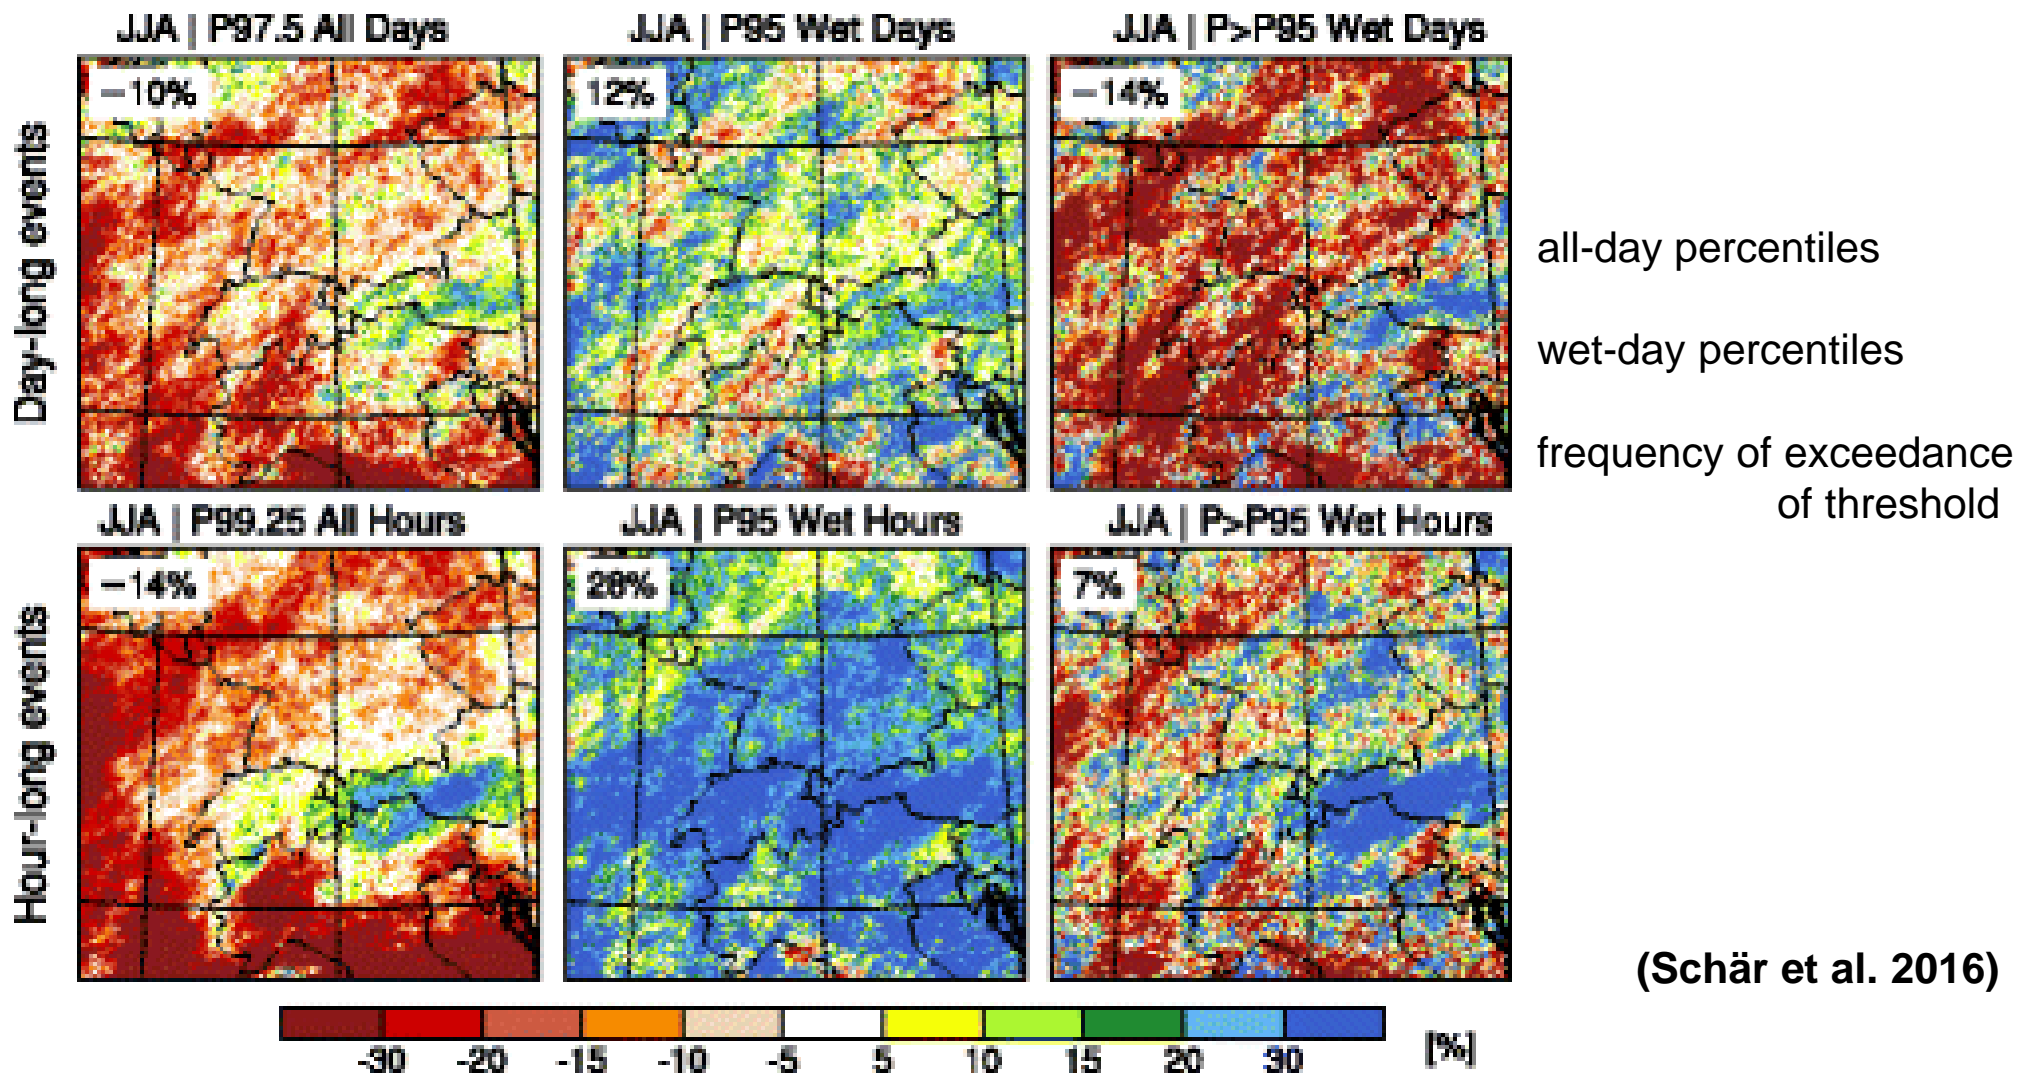 JJA | P97.5 All Days
JJA | P95 Wet Days
JJA | P>P95 Wet Days
Day-long events
−10%
12%
−14%
all-day percentiles
wet-day percentiles
frequency of exceedance
of threshold
JJA | P99.25 All Hours
JJA | P95 Wet Hours
JJA | P>P95 Wet Hours
Hour-long events
−14%
28%
7%
(Schär et al. 2016)
-30 -20 -15 -10 -5 5 10 15 20 30 [%]